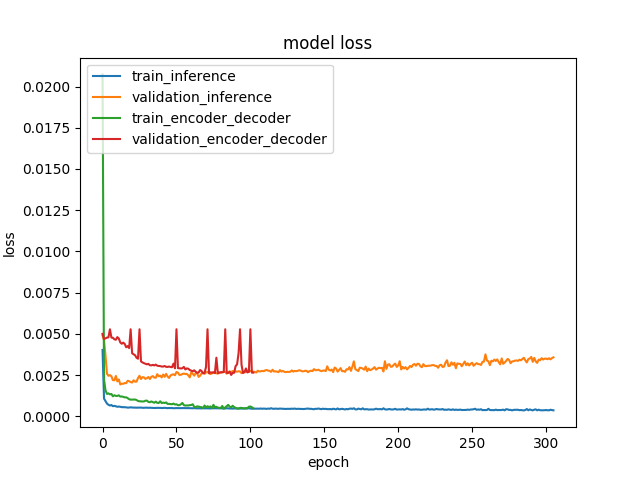 model loss
train_inference
validation_inference
train_encoder_decoder
validation_encoder_decoder
0.0200
0.0175
0.0150
0.0125
0.0100
0.0075
0.0050
0.0025
0.0000
loss
0 50 100 150 200 250 300
epoch